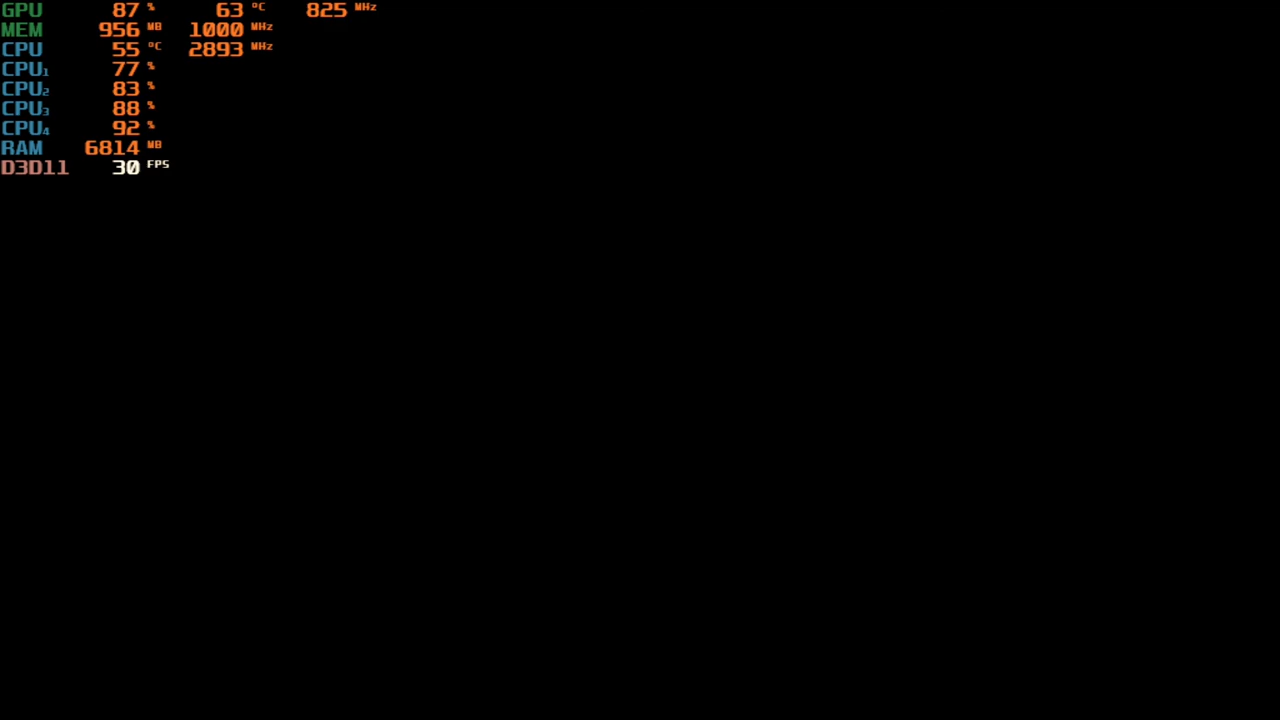 GPU 87 % 63 °C 825 MHz
MEM 956 MB 1000 MHz
CPU 55 °C 2893 MHz
CPU1 77 %
CPU2 83 %
CPU3 88 %
CPU4 92 %
RAM 6814 MB
D3D11 30 FPS